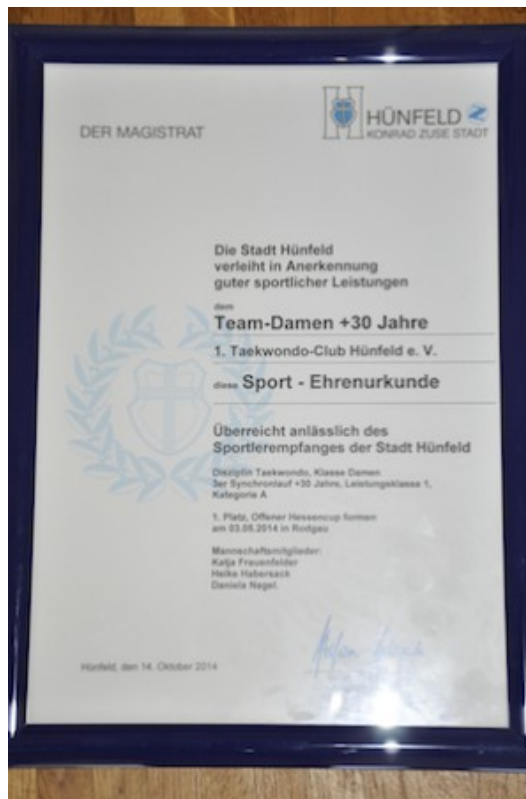 DER MAGISTRAT
HÜNFELD
KONRAD ZUSE STADT
Die Stadt Hünfeld
verleiht in Anerkennung
guter sportlicher Leistungen
dem
Team-Damen +30 Jahre
1. Taekwondo-Club Hünfeld e. V.
diese Sport - Ehrenurkunde
Überreicht anlässlich des
Sportlerempfanges der Stadt Hünfeld
Disziplin Taekwondo, Klasse Damen
3er Synchronlauf +30 Jahre, Leistungsklasse 1,
Kategorie A
1. Platz, Offener Hessencup formen
am 03.05.2014 in Rodgau
Mannschaftsmitglieder:
Katja Frauenfelder
Heike Habersack
Daniela Nagel.
Hünfeld, den 14. Oktober 2014